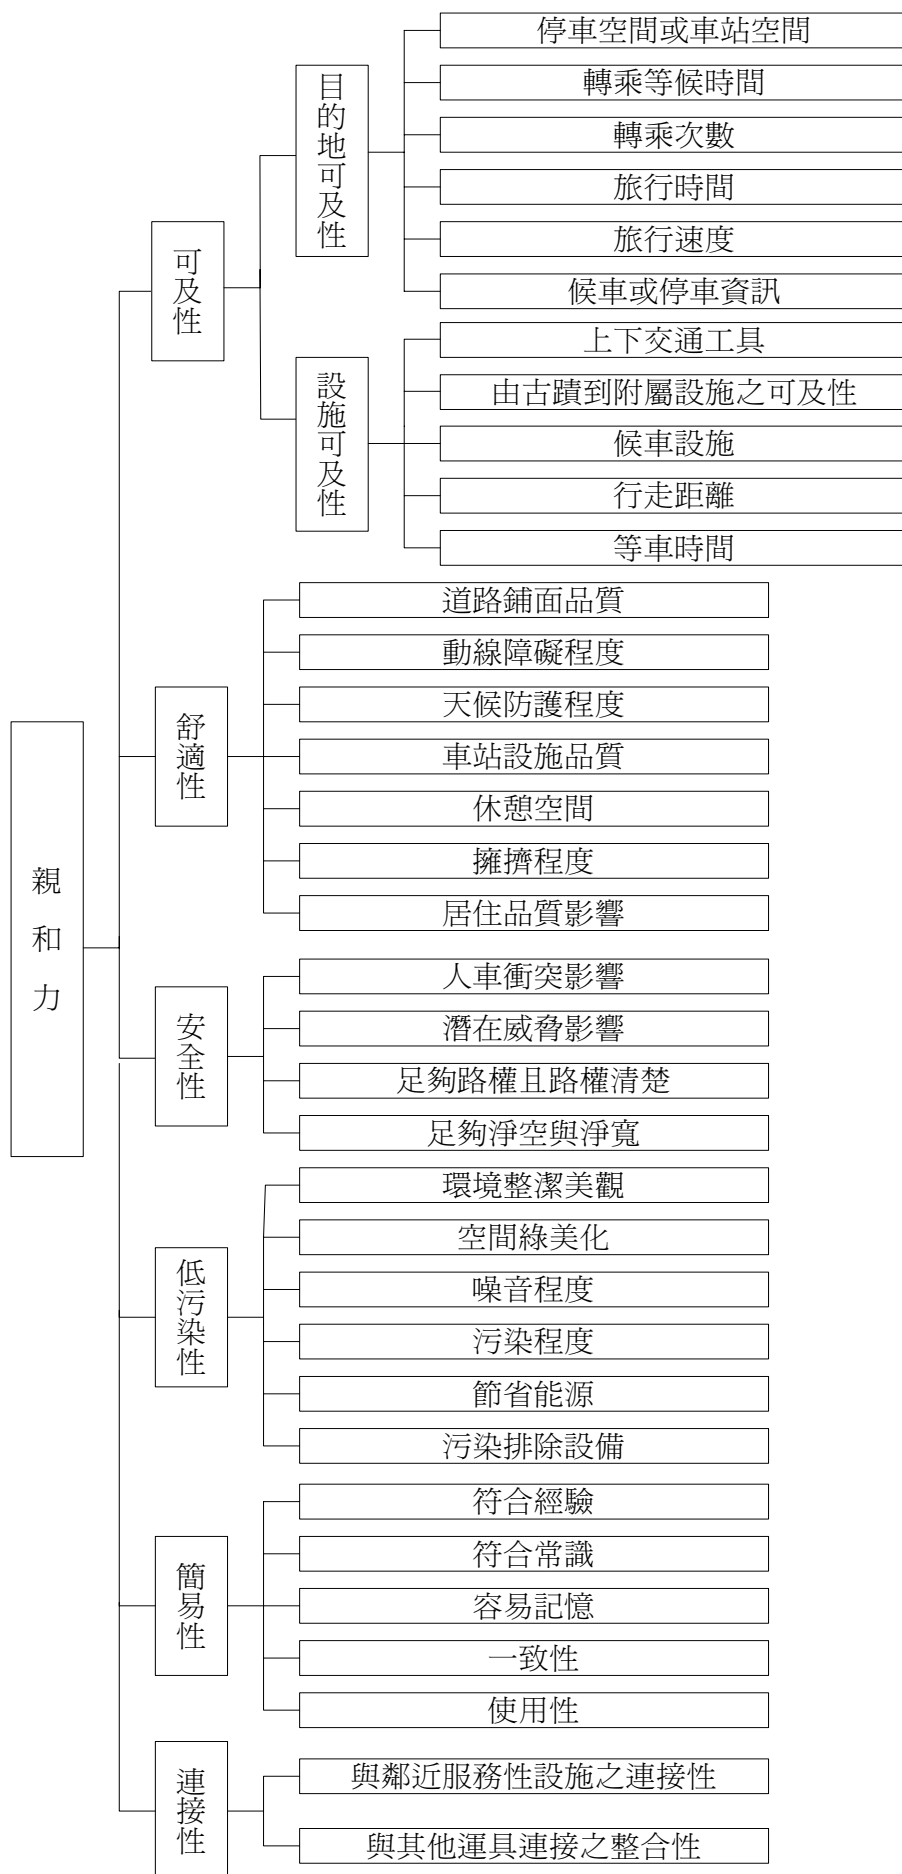 親和力
可及性
目的地可及性
停車空間或車站空間
轉乘等候時間
轉乘次數
旅行時間
旅行速度
候車或停車資訊
設施可及性
上下交通工具
由古蹟到附屬設施之可及性
候車設施
行走距離
等車時間
舒適性
道路鋪面品質
動線障礙程度
天候防護程度
車站設施品質
休憩空間
擁擠程度
居住品質影響
安全性
人車衝突影響
潛在威脅影響
足夠路權且路權清楚
足夠淨空與淨寬
低污染性
環境整潔美觀
空間綠美化
噪音程度
污染程度
節省能源
污染排除設備
簡易性
符合經驗
符合常識
容易記憶
一致性
使用性
連接性
與鄰近服務性設施之連接性
與其他運具連接之整合性